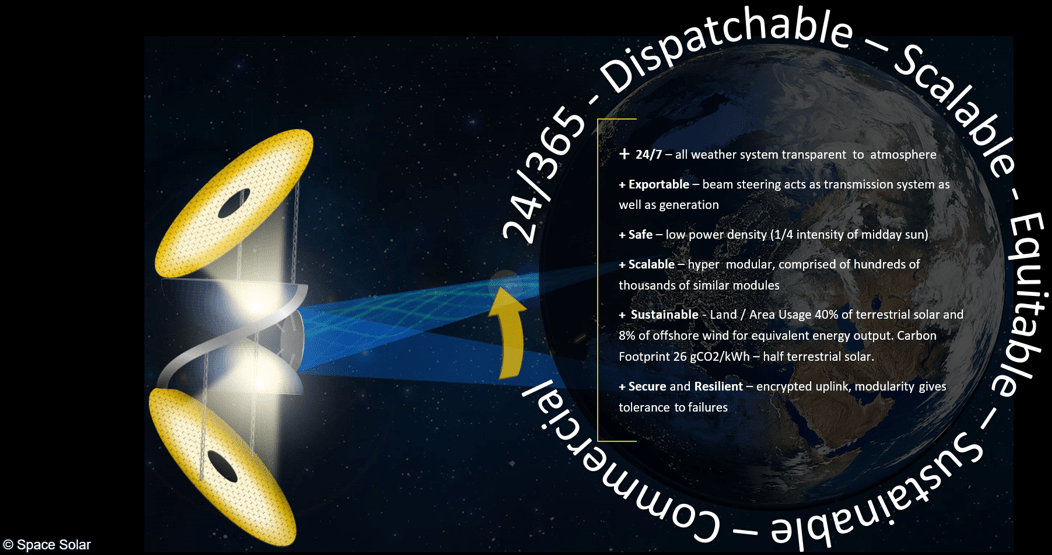 24/365 - Dispatchable – Scalable - Equitable – Sustainable – Commercial
+ 24/7 – all weather system transparent to atmosphere
+ Exportable – beam steering acts as transmission system as
well as generation
+ Safe – low power density (1/4 intensity of midday sun)
+ Scalable – hyper modular, comprised of hundreds of
thousands of similar modules
+ Sustainable - Land / Area Usage 40% of terrestrial solar and
8% of offshore wind for equivalent energy output. Carbon
Footprint 26 gCO2/kWh – half terrestrial solar.
+ Secure and Resilient – encrypted uplink, modularity gives
tolerance to failures
© Space Solar